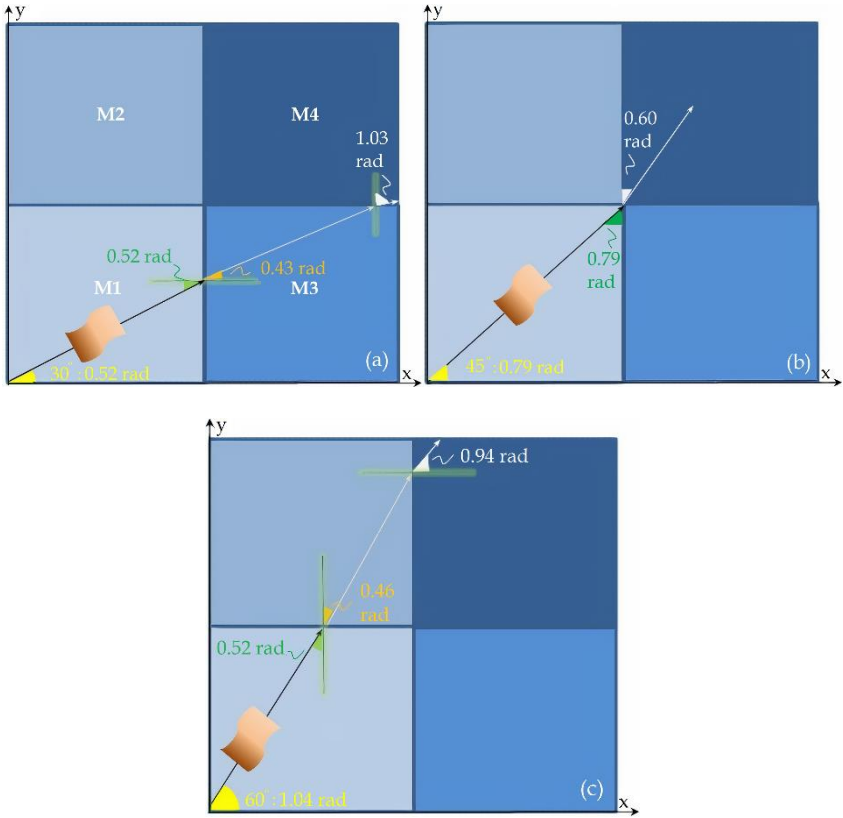 y
M2
M4
1.03
rad
0.52 rad
0.43 rad
M1
M3
30°:0.52 rad
(a)
x
y
0.60
rad
0.79
rad
45°:0.79 rad
(b)
x
y
0.94 rad
0.46
rad
0.52 rad
60°:1.04 rad
(c)
x